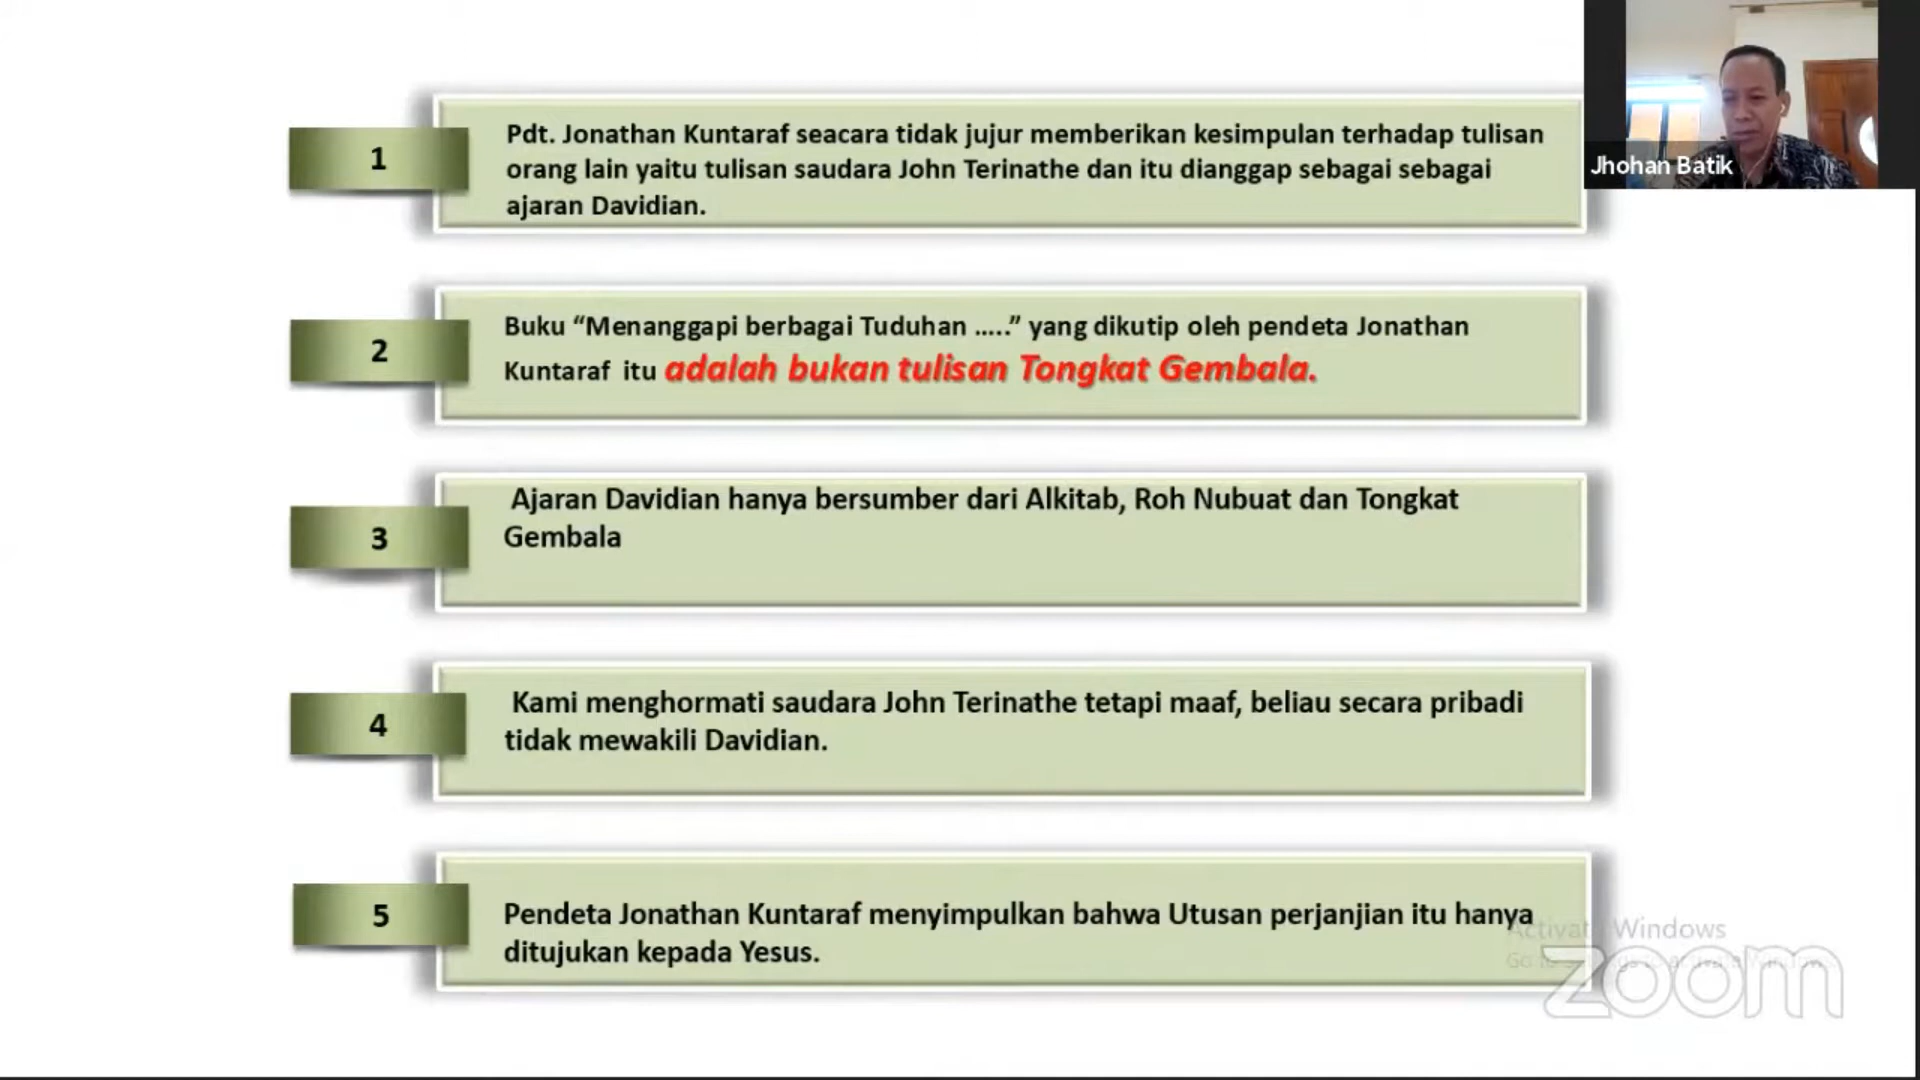 1
Pdt. Jonathan Kuntaraf seacara tidak jujur memberikan kesimpulan terhadap tulisan
orang lain yaitu tulisan saudara John Terinathe dan itu dianggap sebagai sebagai
ajaran Davidian.
Jhohan Batik
2
Buku “Menanggapi berbagai Tuduhan .....” yang dikutip oleh pendeta Jonathan
Kuntaraf itu adalah bukan tulisan Tongkat Gembala.
3
Ajaran Davidian hanya bersumber dari Alkitab, Roh Nubuat dan Tongkat
Gembala
4
Kami menghormati saudara John Terinathe tetapi maaf, beliau secara pribadi
tidak mewakili Davidian.
5
Pendeta Jonathan Kuntaraf menyimpulkan bahwa Utusan perjanjian itu hanya
ditujukan kepada Yesus.
Activate Windows
Go to
zoom